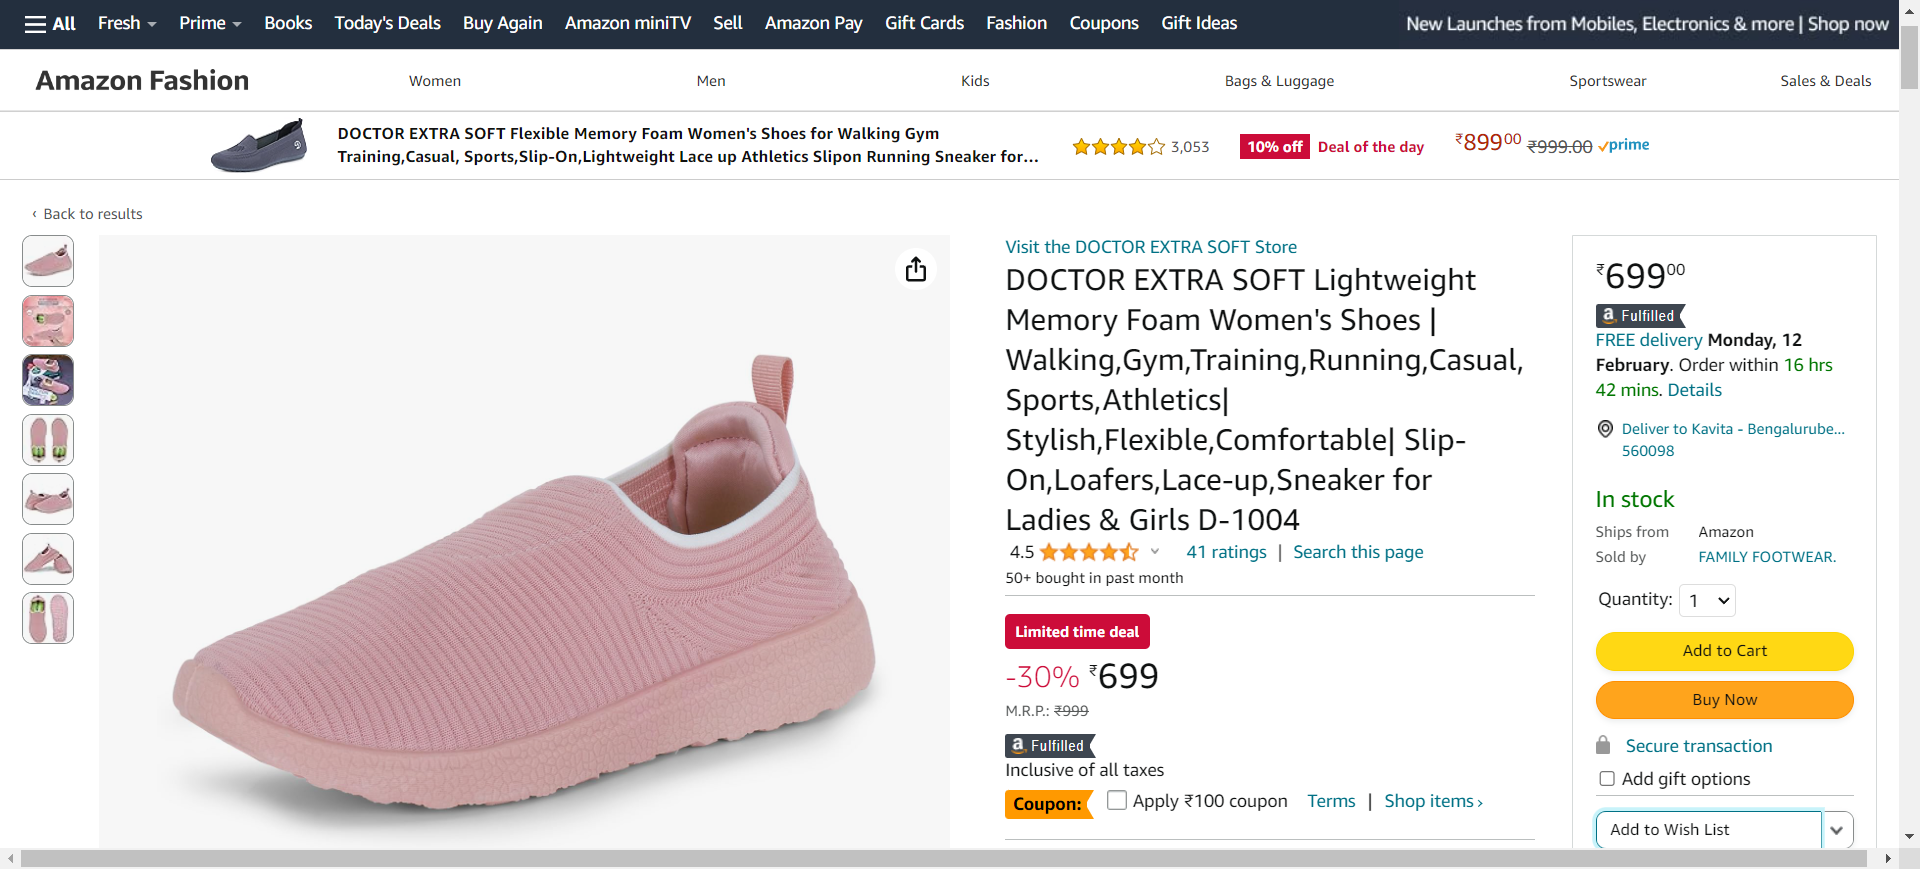 All Fresh Prime Books Today's Deals Buy Again Amazon miniTV Sell Amazon Pay Gift Cards Fashion Coupons Gift Ideas New Launches from Mobiles, Electronics & more | Shop now
Amazon Fashion Women Men Kids Bags & Luggage Sportswear Sales & Deals
DOCTOR EXTRA SOFT Flexible Memory Foam Women's Shoes for Walking Gym
Training,Casual, Sports,Slip-On,Lightweight Lace up Athletics Slipon Running Sneaker for...
3,053
10% off Deal of the day
₹89900 ₹999.00 prime
‹ Back to results
Visit the DOCTOR EXTRA SOFT Store
DOCTOR EXTRA SOFT Lightweight
Memory Foam Women's Shoes |
Walking,Gym,Training,Running,Casual,
Sports,Athletics|
Stylish,Flexible,Comfortable| Slip-
On,Loafers,Lace-up,Sneaker for
Ladies & Girls D-1004
4.5 41 ratings | Search this page
50+ bought in past month
Limited time deal
-30% ₹699
M.R.P.: ₹999
a Fulfilled
Inclusive of all taxes
Coupon: Apply ₹100 coupon Terms | Shop items ›
₹69900
a Fulfilled
FREE delivery Monday, 12
February. Order within 16 hrs
42 mins. Details
Deliver to Kavita - Bengalurube...
560098
In stock
Ships from Amazon
Sold by FAMILY FOOTWEAR.
Quantity: 1
Add to Cart
Buy Now
Secure transaction
Add gift options
Add to Wish List